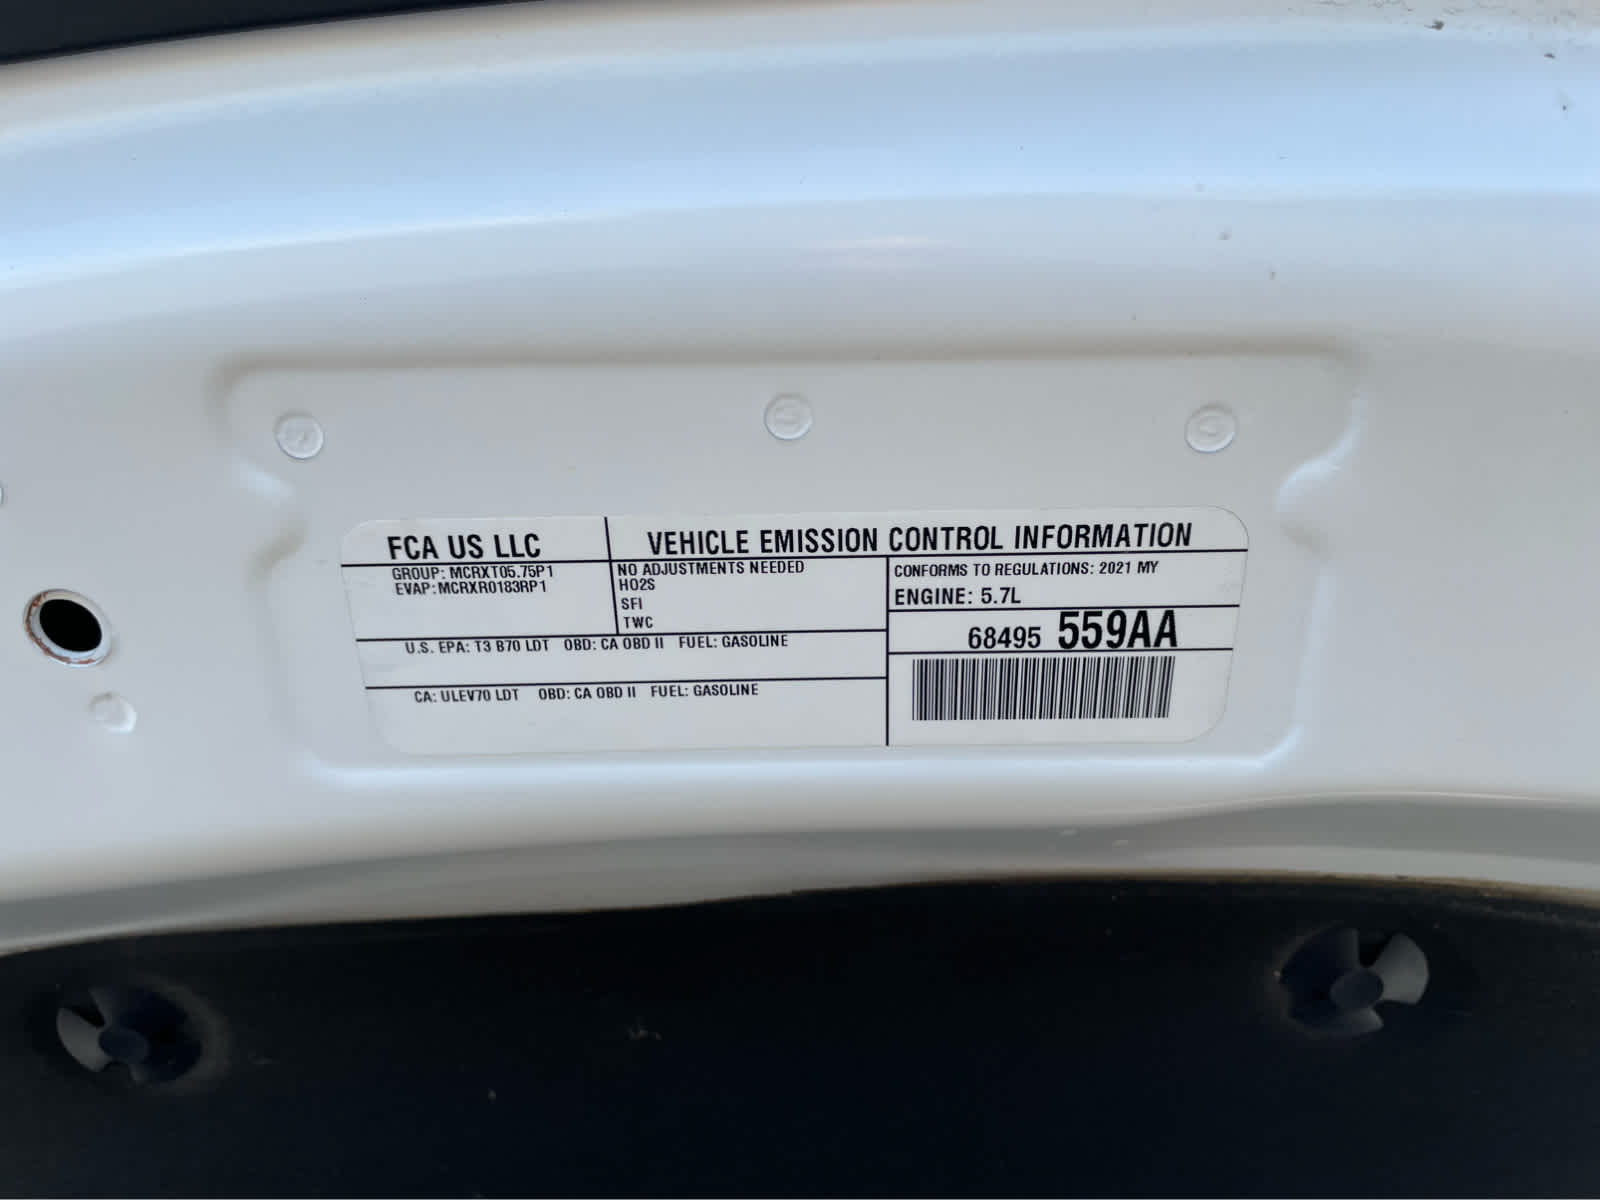 FCA US LLC
VEHICLE EMISSION CONTROL INFORMATION
GROUP: MCRXT05.75P1
EVAP: MCRXR0183RP1
NO ADJUSTMENTS NEEDED
HO2S
SFI
TWC
CONFORMS TO REGULATIONS: 2021 MY
ENGINE: 5.7L
68495 559AA
U.S. EPA: T3 B70 LDT OBD: CA OBD II FUEL: GASOLINE
CA: ULEV70 LDT OBD: CA OBD II FUEL: GASOLINE